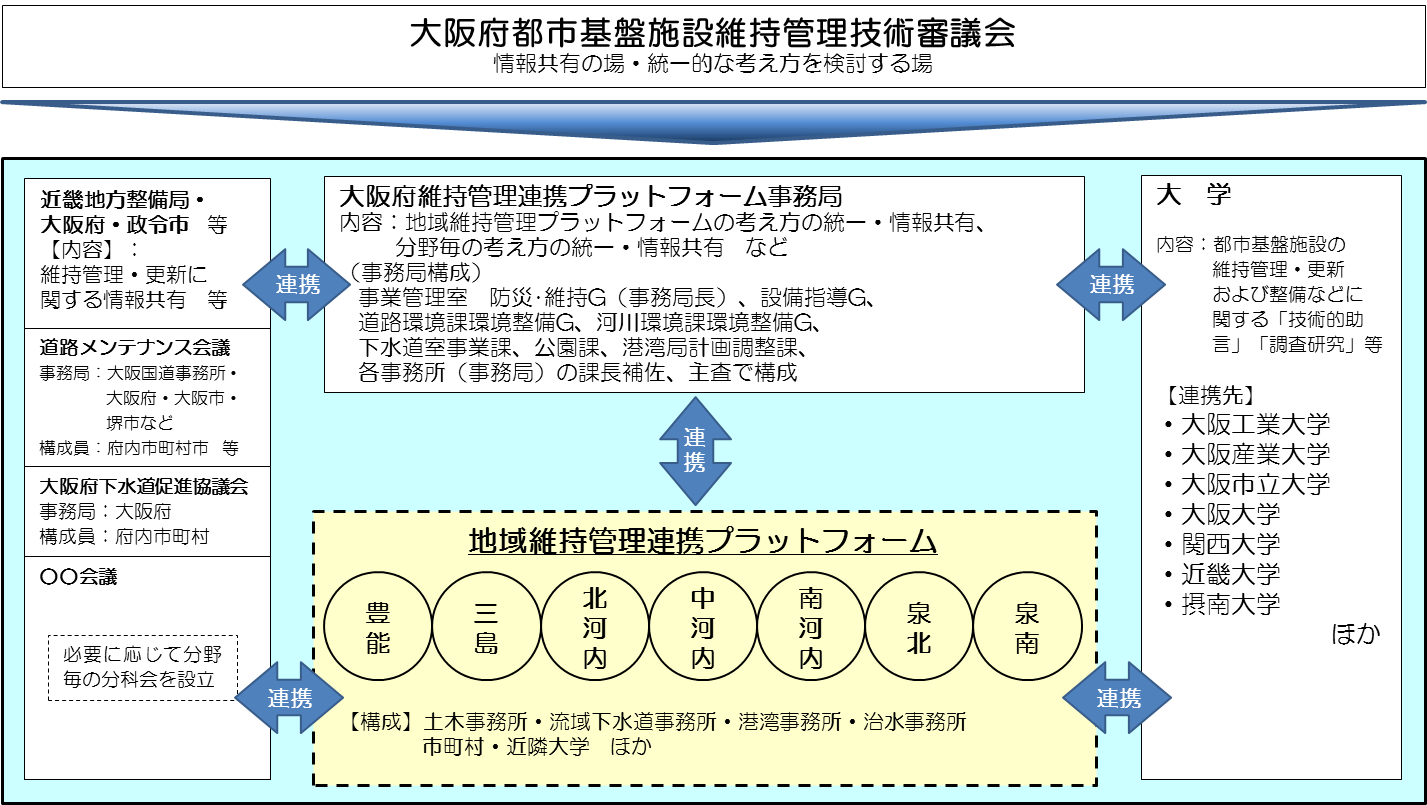 大阪府都市基盤施設維持管理技術審議会
情報共有の場・統一的な考え方を検討する場
近畿地方整備局・
大阪府・政令市　等
【内容】：
維持管理・更新に
関する情報共有　等
道路メンテナンス会議
事務局：大阪国道事務所・
大阪府・大阪市・
堺市など
構成員：府内市町村市　等
大阪府下水道促進協議会
事務局：大阪府
構成員：府内市町村
〇〇会議
必要に応じて分野
毎の分科会を設立
連携
大阪府維持管理連携プラットフォーム事務局
内容：地域維持管理プラットフォームの考え方の統一・情報共有、
分野毎の考え方の統一・情報共有　など
（事務局構成）
事業管理室　防災･維持G（事務局長）、設備指導G、
道路環境課環境整備G、河川環境課環境整備G、
下水道室事業課、公園課、港湾局計画調整課、
各事務所（事務局）の課長補佐、主査で構成
連携
連携
地域維持管理連携プラットフォーム
豊能
三島
北河内
中河内
南河内
泉北
泉南
【構成】土木事務所・流域下水道事務所・港湾事務所・治水事務所
市町村・近隣大学　ほか
連携
連携
大　学
内容：都市基盤施設の
維持管理・更新
および整備などに
関する「技術的助
言」「調査研究」等
【連携先】
・大阪工業大学
・大阪産業大学
・大阪市立大学
・大阪大学
・関西大学
・近畿大学
・摂南大学
ほか